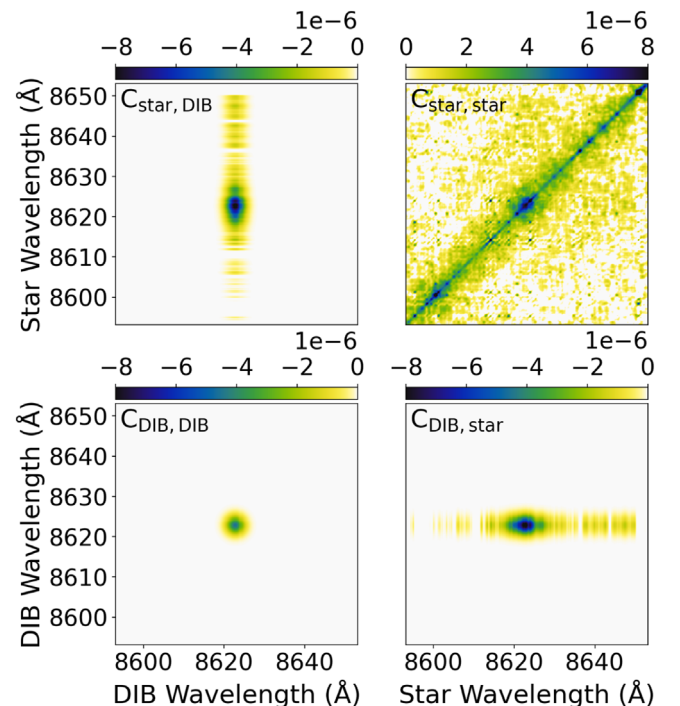 1e−6 1e−6
−8 −6 −4 −2 0 0 2 4 6 8
C_star, DIB C_star, star
8650
8640
8630
8620
8610
8600
Star Wavelength (Å)
1e−6 1e−6
−8 −6 −4 −2 0 −8 −6 −4 −2 0
C_DIB, DIB C_DIB, star
8650
8640
8630
8620
8610
8600
DIB Wavelength (Å)
8600 8620 8640 8600 8620 8640
DIB Wavelength (Å) Star Wavelength (Å)